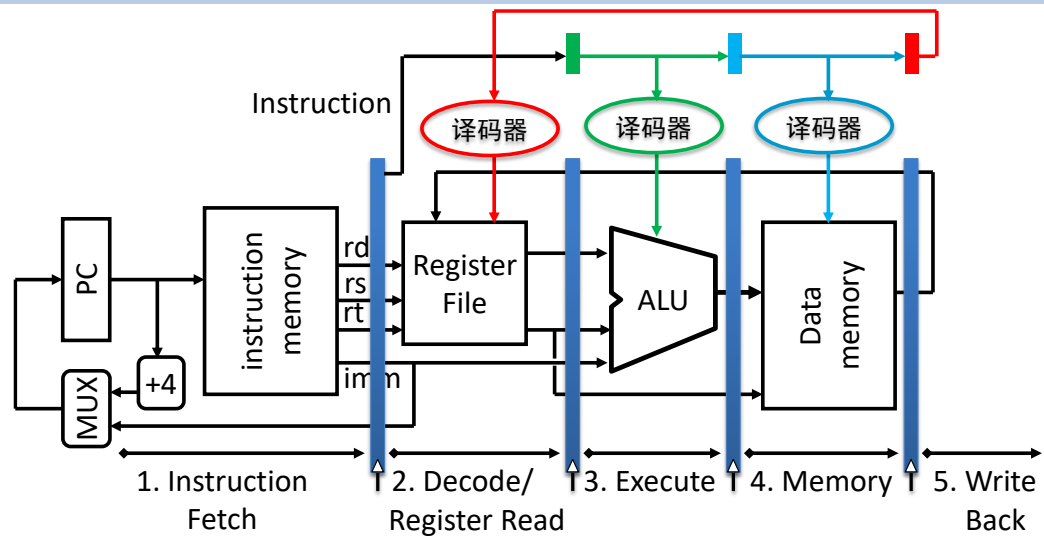 Instruction
译码器
译码器
译码器
PC
instruction
memory
rd
rs
rt
imm
Register
File
ALU
Data
memory
+4
MUX
1. Instruction
Fetch
2. Decode/
Register Read
3. Execute
4. Memory
5. Write
Back